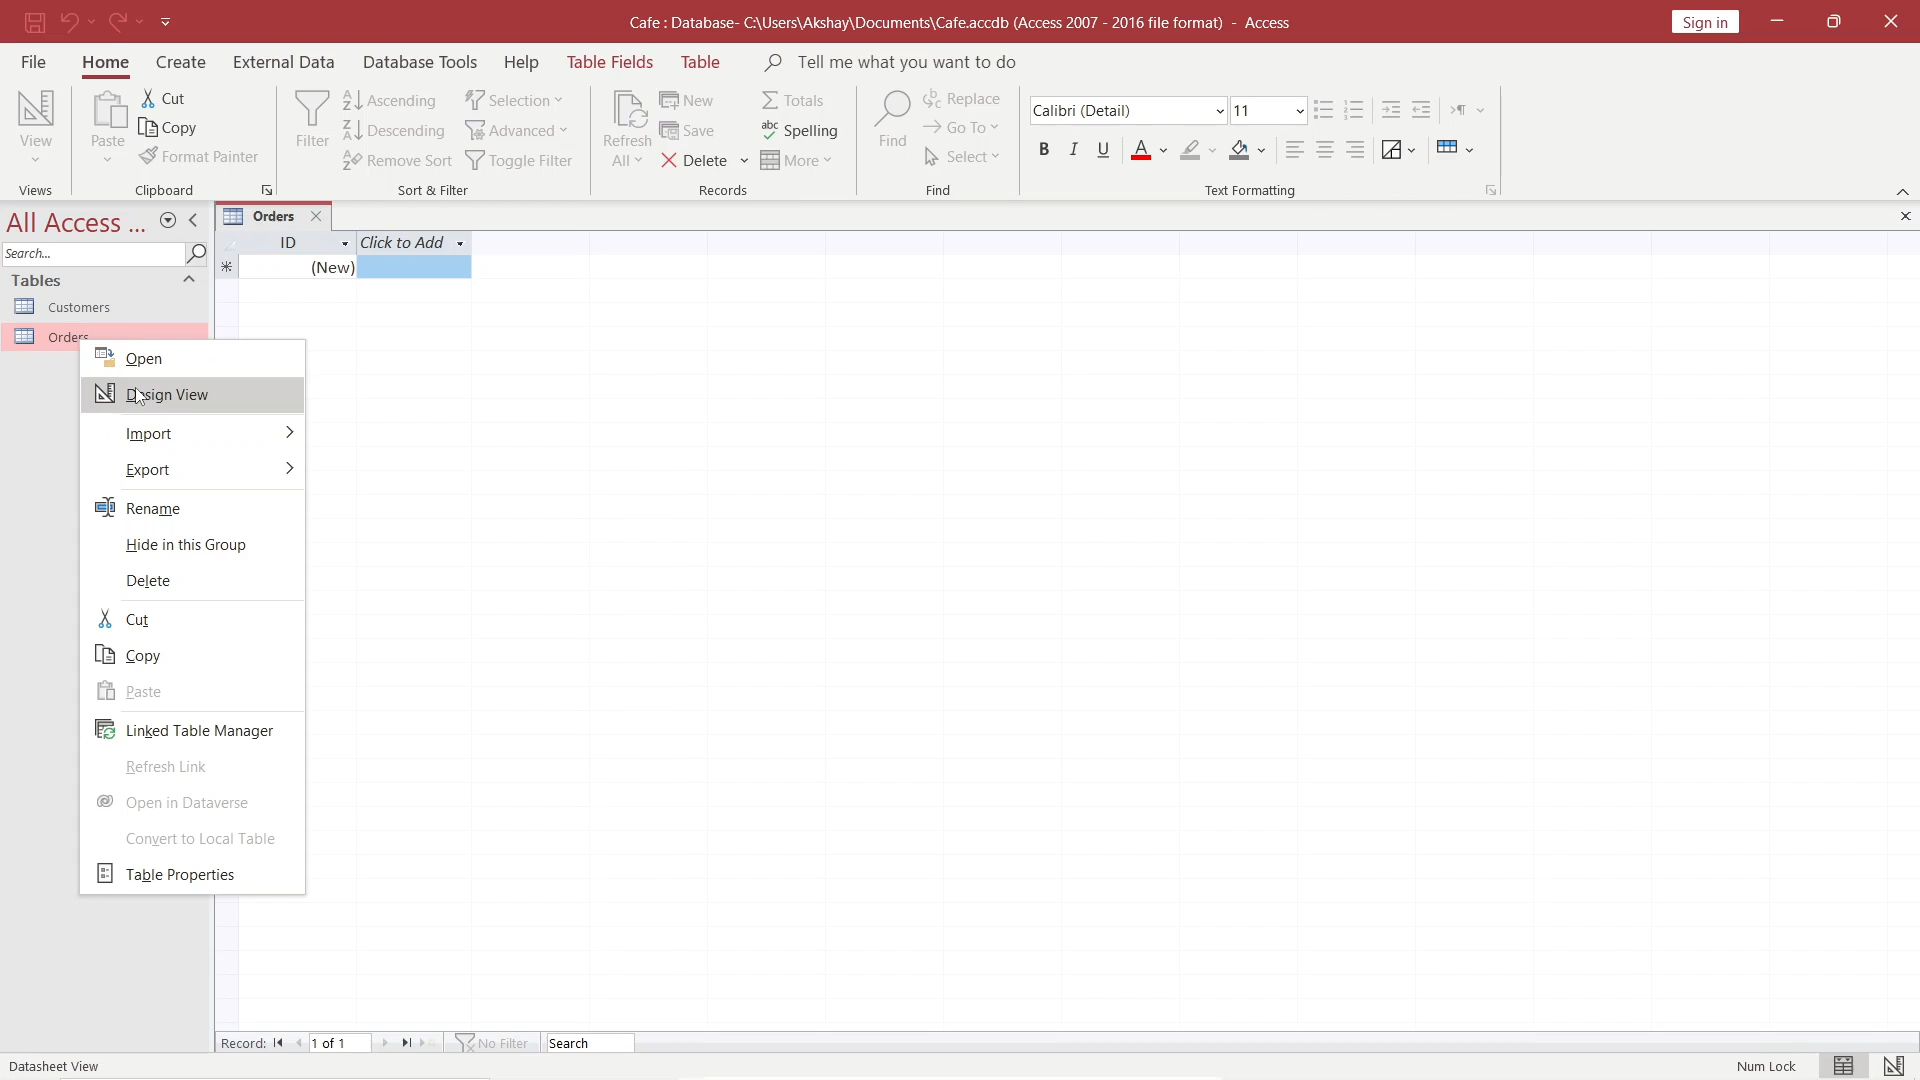 Cafe : Database- C:\Users\Akshay\Documents\Cafe.accdb (Access 2007 - 2016 file format) - Access
Sign in
File Home Create External Data Database Tools Help Table Fields Table Tell me what you want to do
View
Views
Paste
Cut
Copy
Format Painter
Clipboard
Filter
Ascending
Descending
Remove Sort
Selection
Advanced
Toggle Filter
Sort & Filter
Refresh
All
New
Save
Delete
Totals
Spelling
More
Records
Find
Replace
Go To
Select
Find
Calibri (Detail) 11
B I U A
Text Formatting
All Access ...
Search...
Tables
Customers
Orders
Open
Design View
Import
Export
Rename
Hide in this Group
Delete
Cut
Copy
Paste
Linked Table Manager
Refresh Link
Open in Dataverse
Convert to Local Table
Table Properties
Orders
ID Click to Add
(New)
Record: 1 of 1 No Filter Search
Datasheet View Num Lock